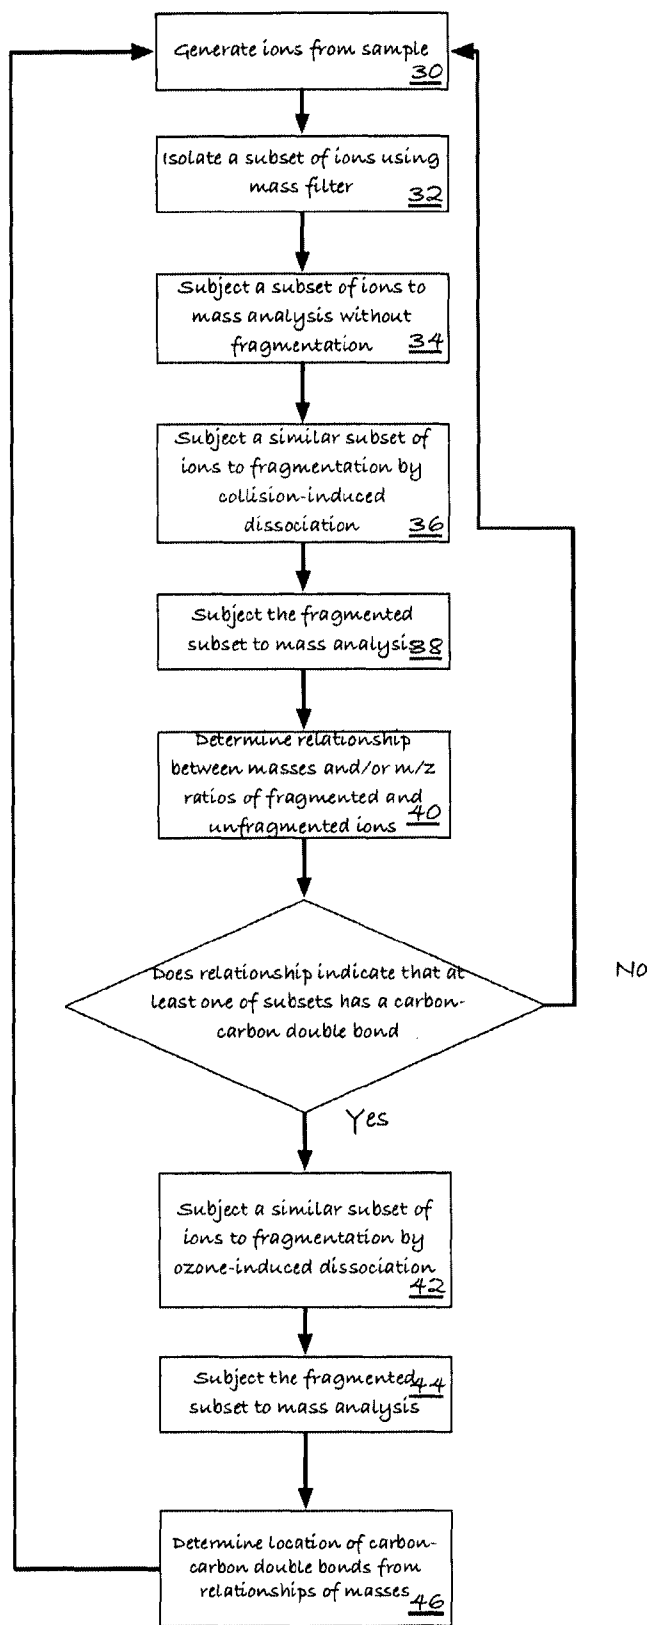 Generate ions from sample
30
Isolate a subset of ions using
mass filter
32
Subject a subset of ions to
mass analysis without
fragmentation
34
Subject a similar subset of
ions to fragmentation by
collision-induced
dissociation
36
Subject the fragmented
subset to mass analysis
38
Determine relationship
between masses and/or m/z
ratios of fragmented and
unfragmented ions
40
Does relationship indicate that at
least one of subsets has a carbon-
carbon double bond
No
Yes
Subject a similar subset of
ions to fragmentation by
ozone-induced dissociation
42
Subject the fragmented
44
subset to mass analysis
Determine location of carbon-
carbon double bonds from
relationships of masses
46